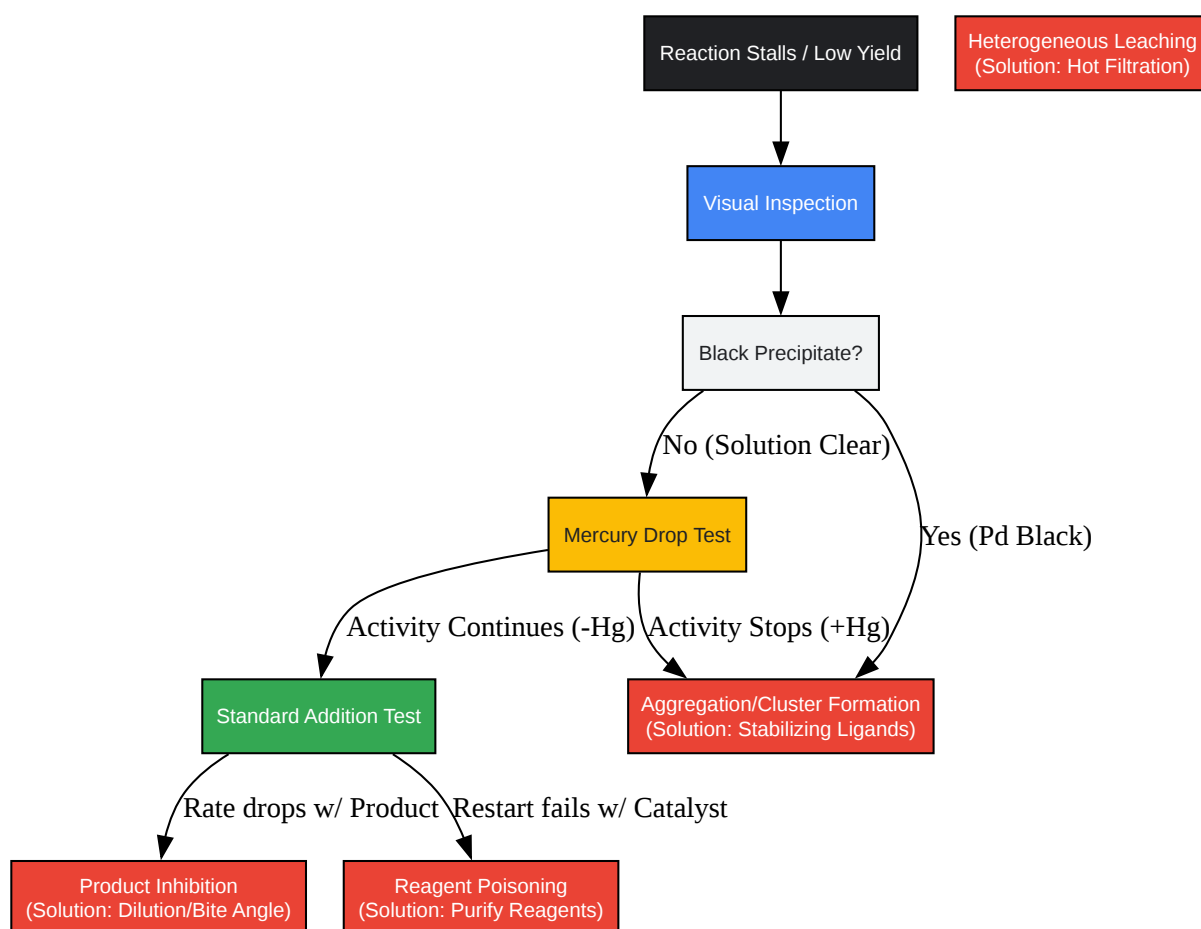 Reaction Stalls / Low Yield
Heterogeneous Leaching
(Solution: Hot Filtration)
Visual Inspection
Black Precipitate?
No (Solution Clear)
Mercury Drop Test
Yes (Pd Black)
Activity Continues (-Hg)
Activity Stops (+Hg)
Standard Addition Test
Aggregation/Cluster Formation
(Solution: Stabilizing Ligands)
Rate drops w/ Product
Restart fails w/ Catalyst
Product Inhibition
(Solution: Dilution/Bite Angle)
Reagent Poisoning
(Solution: Purify Reagents)